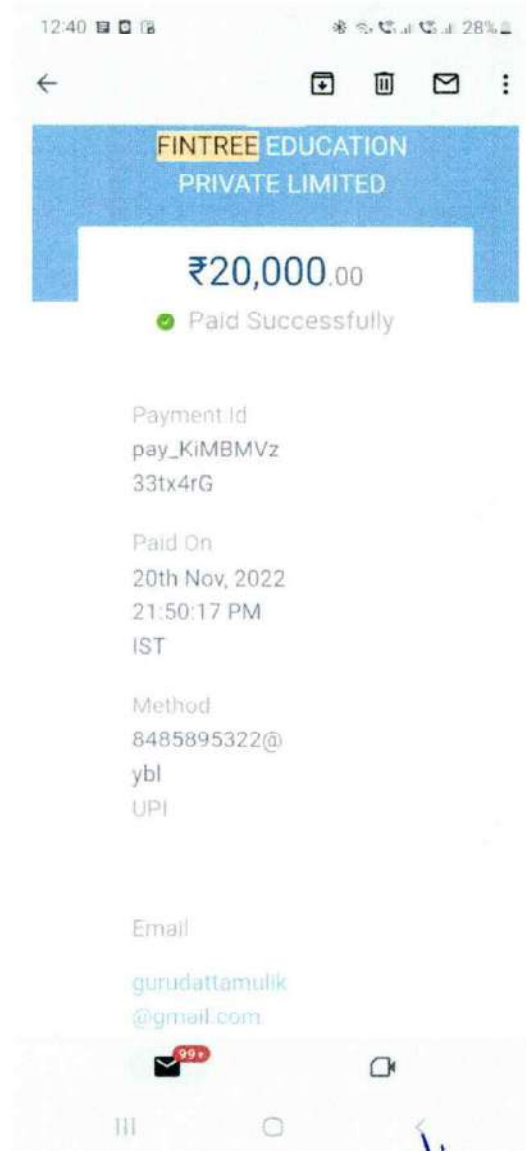 12:40 28%
FINTREE EDUCATION
PRIVATE LIMITED
₹20,000.00
Paid Successfully
Payment Id
pay_KiMBMVz
33tx4rG
Paid On
20th Nov, 2022
21:50:17 PM
IST
Method
8485895322@
ybl
UPI
Email
gurudattamulik
@gmail.com
99+